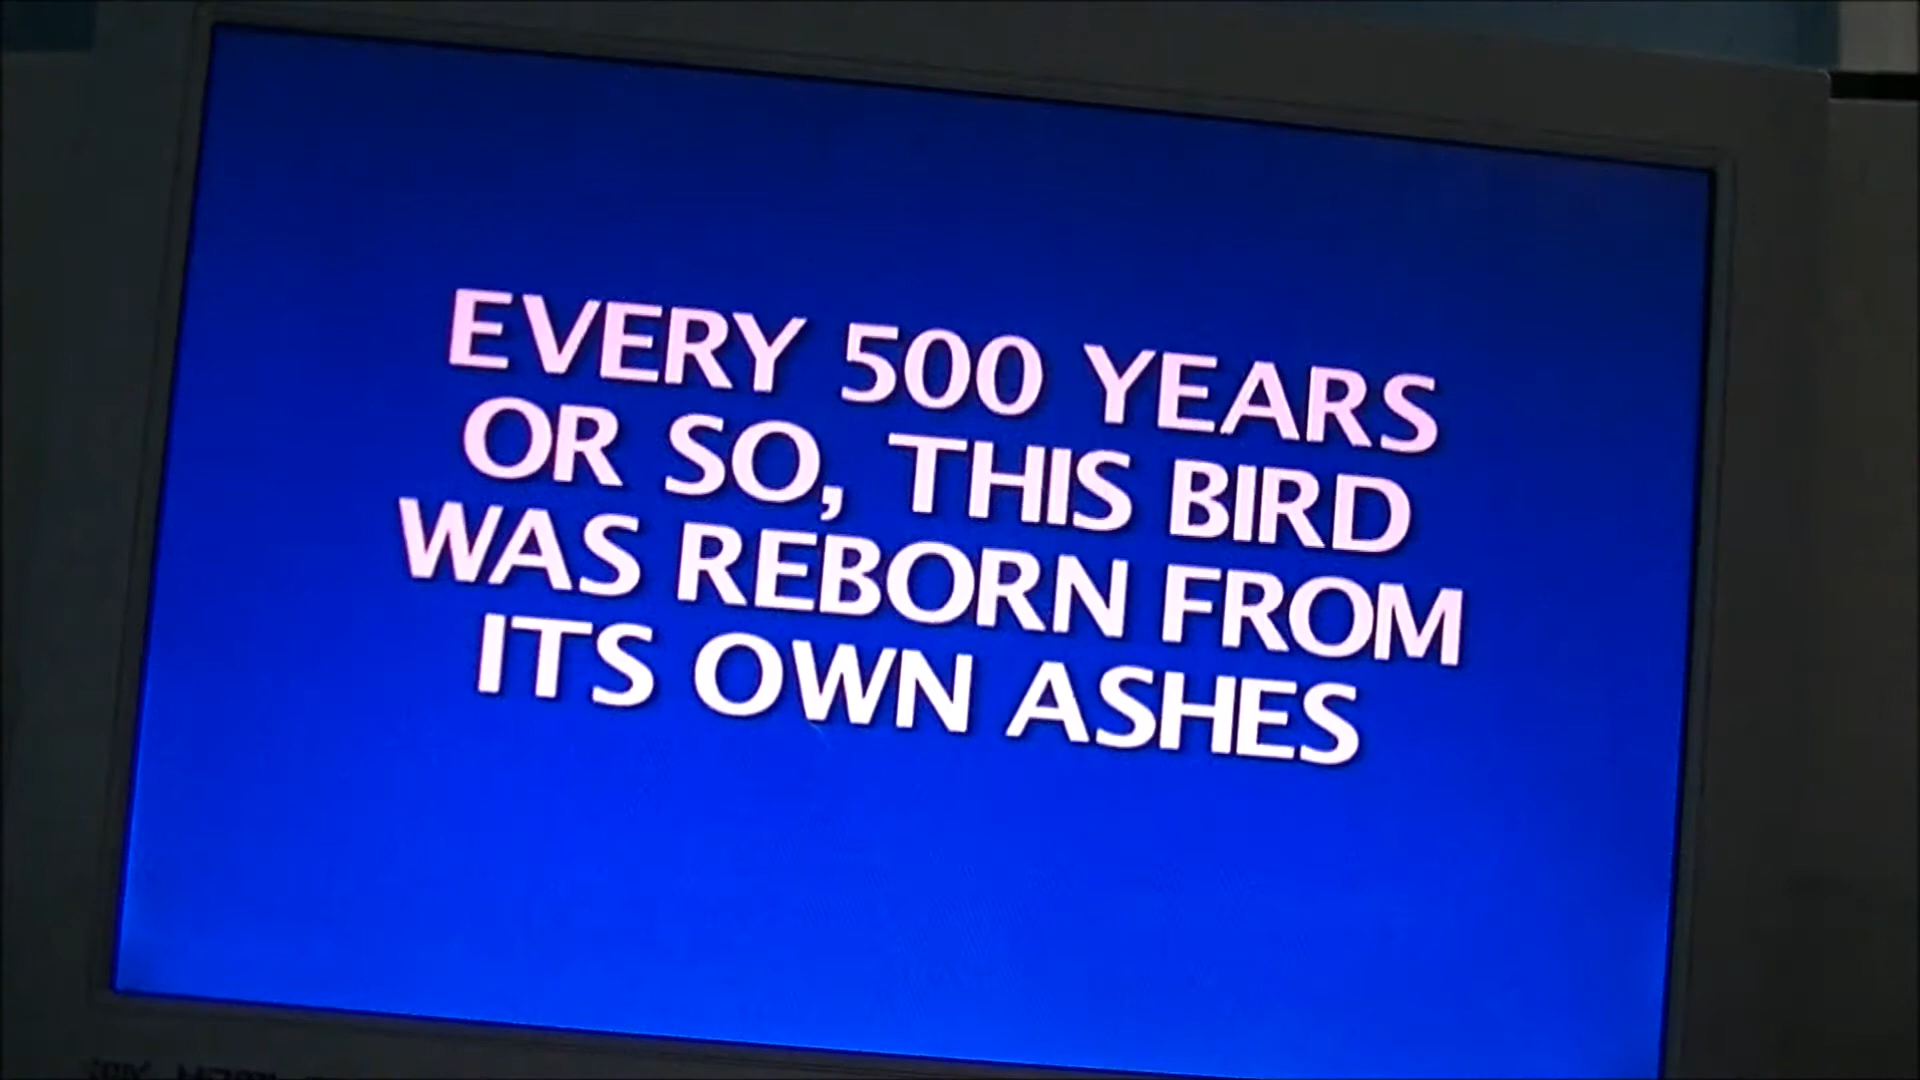 EVERY 500 YEARS
OR SO, THIS BIRD
WAS REBORN FROM
ITS OWN ASHES